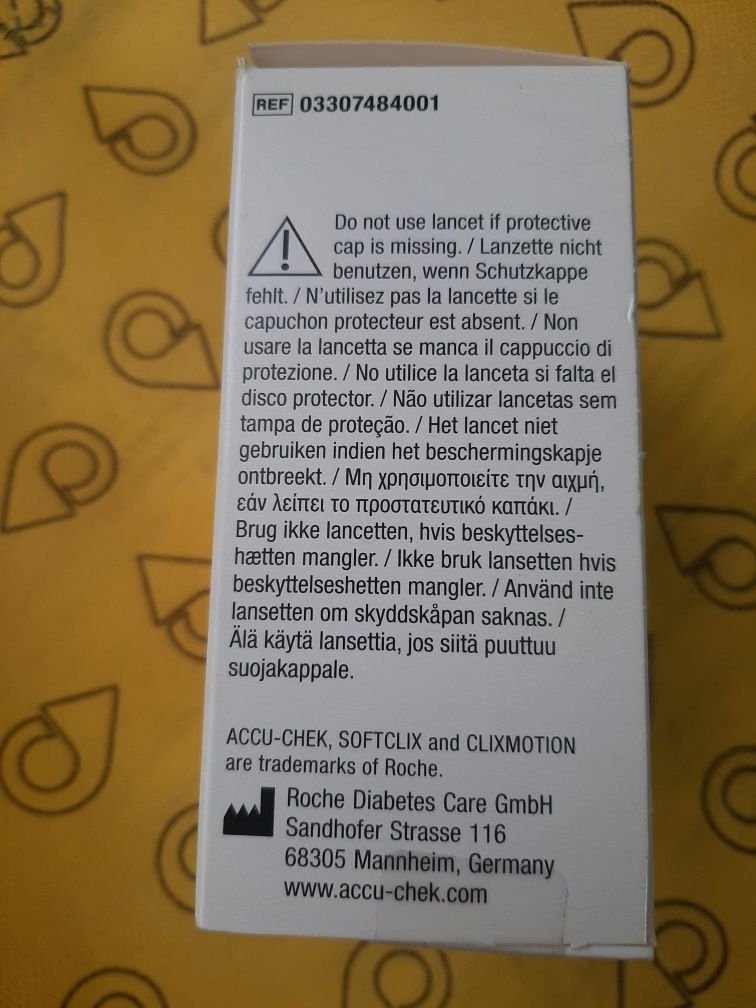 REF 03307484001
Do not use lancet if protective
cap is missing. / Lanzette nicht
benutzen, wenn Schutzkappe
fehlt. / N’utilisez pas la lancette si le
capuchon protecteur est absent. / Non
usare la lancetta se manca il cappuccio di
protezione. / No utilice la lanceta si falta el
disco protector. / Não utilizar lancetas sem
tampa de proteção. / Het lancet niet
gebruiken indien het beschermingskapje
ontbreekt. / Μη χρησιμοποιείτε την αιχμή,
εάν λείπει το προστατευτικό καπάκι. /
Brug ikke lancetten, hvis beskyttelses-
hætten mangler. / Ikke bruk lansetten hvis
beskyttelseshetten mangler. / Använd inte
lansetten om skyddskåpan saknas. /
Älä käytä lansettia, jos siitä puuttuu
suojakappale.
ACCU-CHEK, SOFTCLIX and CLIXMOTION
are trademarks of Roche.
Roche Diabetes Care GmbH
Sandhofer Strasse 116
68305 Mannheim, Germany
www.accu-chek.com